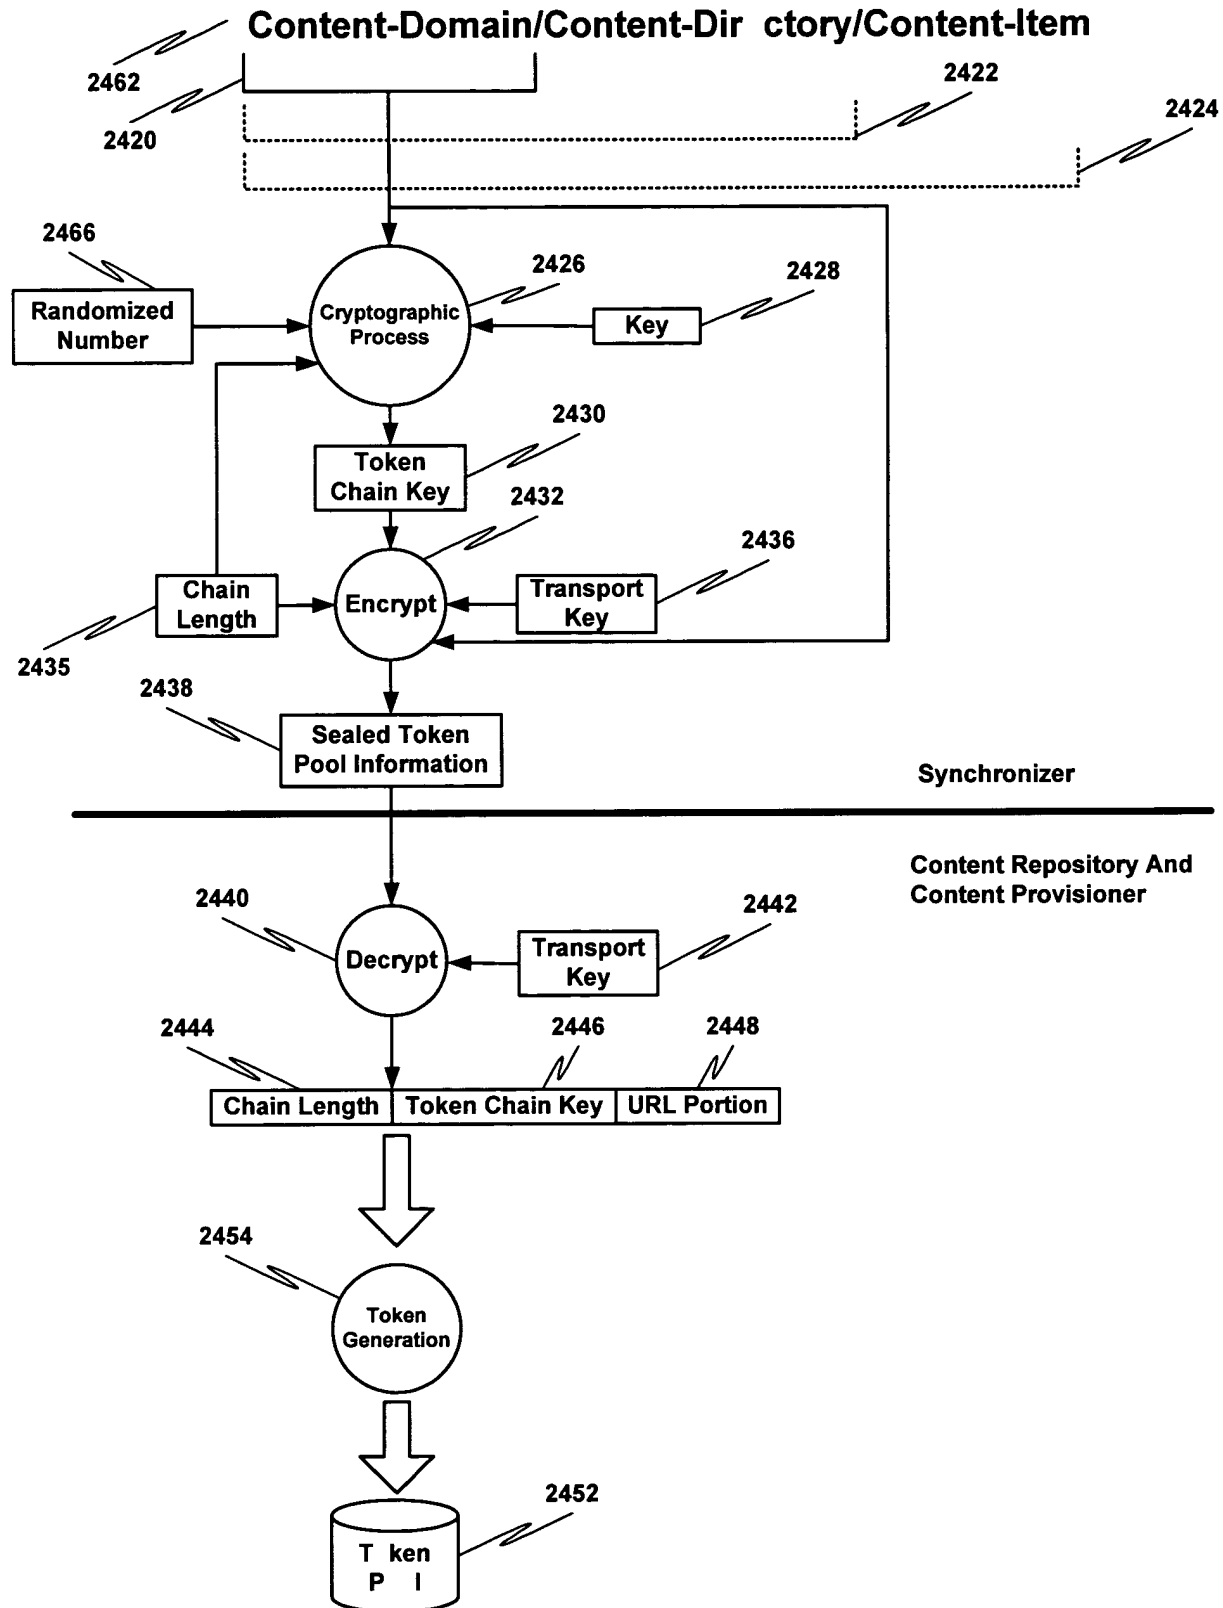 Content-Domain/Content-Dir ctory/Content-Item
2462
2420
2422
2424
2466
Randomized
Number
2426
Cryptographic
Process
2428
Key
2430
Token
Chain Key
2432
2436
Chain
Length
Encrypt
Transport
Key
2435
2438
Sealed Token
Pool Information
Synchronizer
Content Repository And
Content Provisioner
2440
2442
Decrypt
Transport
Key
2444
2446
2448
Chain Length
Token Chain Key
URL Portion
2454
Token
Generation
2452
T ken
P l